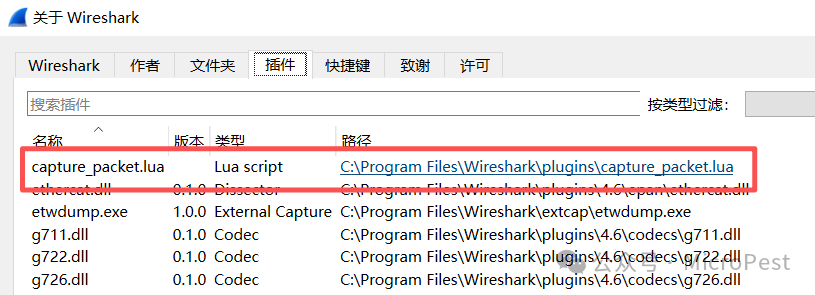 关于 Wireshark
Wireshark 作者 文件夹 插件 快捷键 致谢 许可
搜索插件 按类型过滤：
名称 版本 类型 路径
capture_packet.lua Lua script C:\Program Files\Wireshark\plugins\capture_packet.lua
ethercat.dll 0.1.0 Dissector C:\Program Files\Wireshark\plugins\4.6\epan\ethercat.dll
etwdump.exe 1.0.0 External Capture C:\Program Files\Wireshark\extcap\etwdump.exe
g711.dll 0.1.0 Codec C:\Program Files\Wireshark\plugins\4.6\codecs\g711.dll
g722.dll 0.1.0 Codec C:\Program Files\Wireshark\plugins\4.6\codecs\g722.dll
g726.dll 0.1.0 Codec C:\Program Files\Wireshark\plugins\4.6\codecs\g726.dll
公众号 · MicroPest